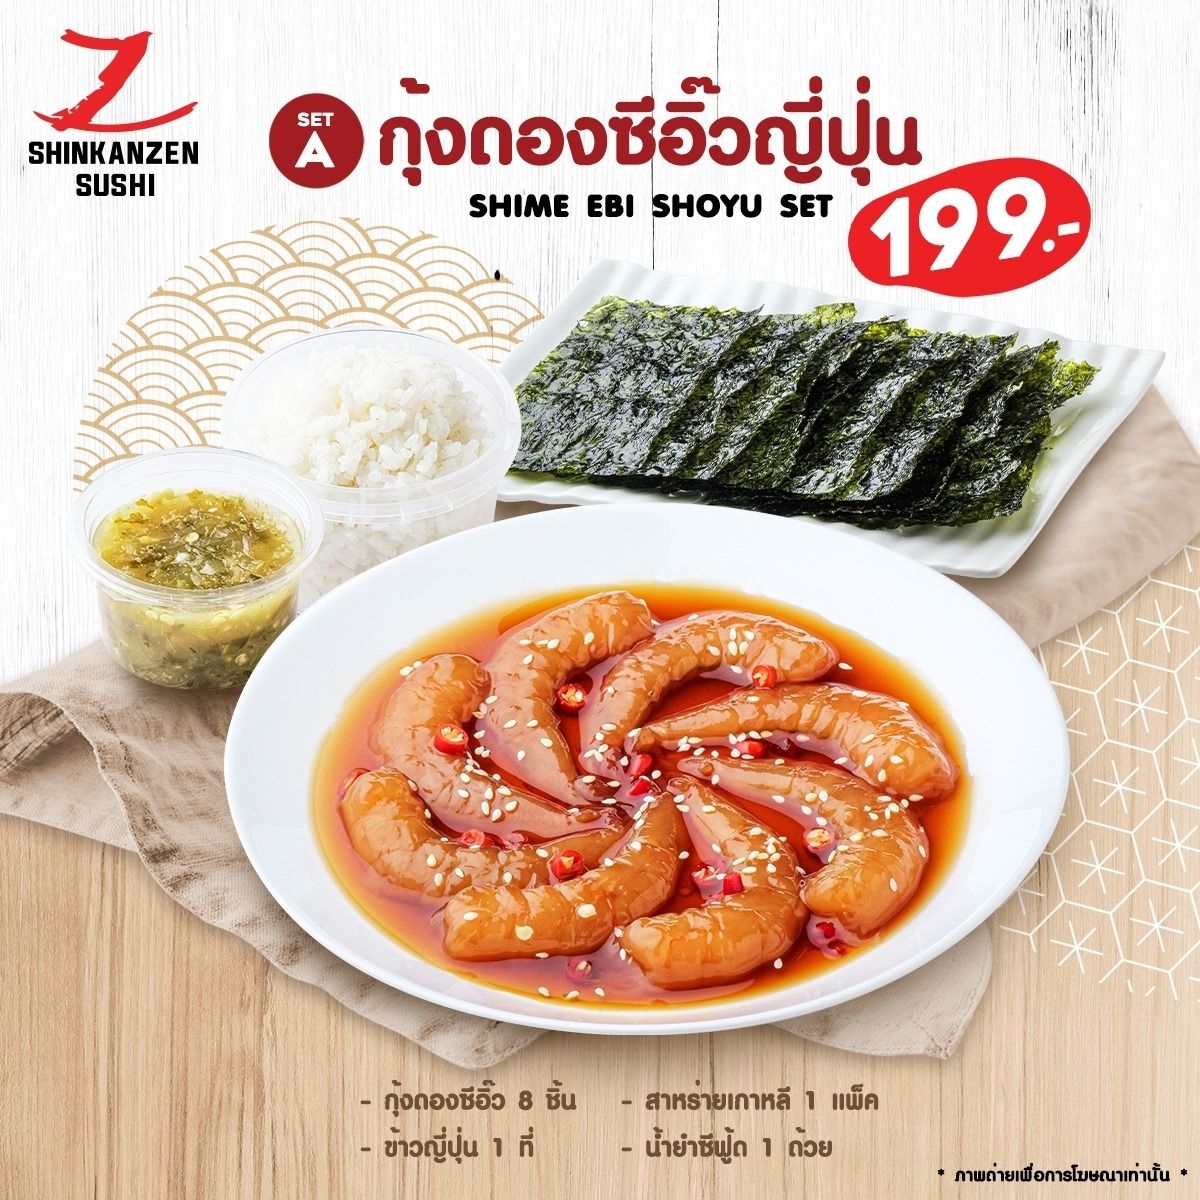 Z
SHINKANZEN
SUSHI
SET
A
กุ้งดองซีอิ๊วญี่ปุ่น
SHIME EBI SHOYU SET
199.-
- กุ้งดองซีอิ๊ว 8 ชิ้น
- สาหร่ายเกาหลี 1 แพ็ค
- ข้าวญี่ปุ่น 1 ที่
- น้ำยำซีฟู้ด 1 ถ้วย
* ภาพถ่ายเพื่อการโฆษณาเท่านั้น *